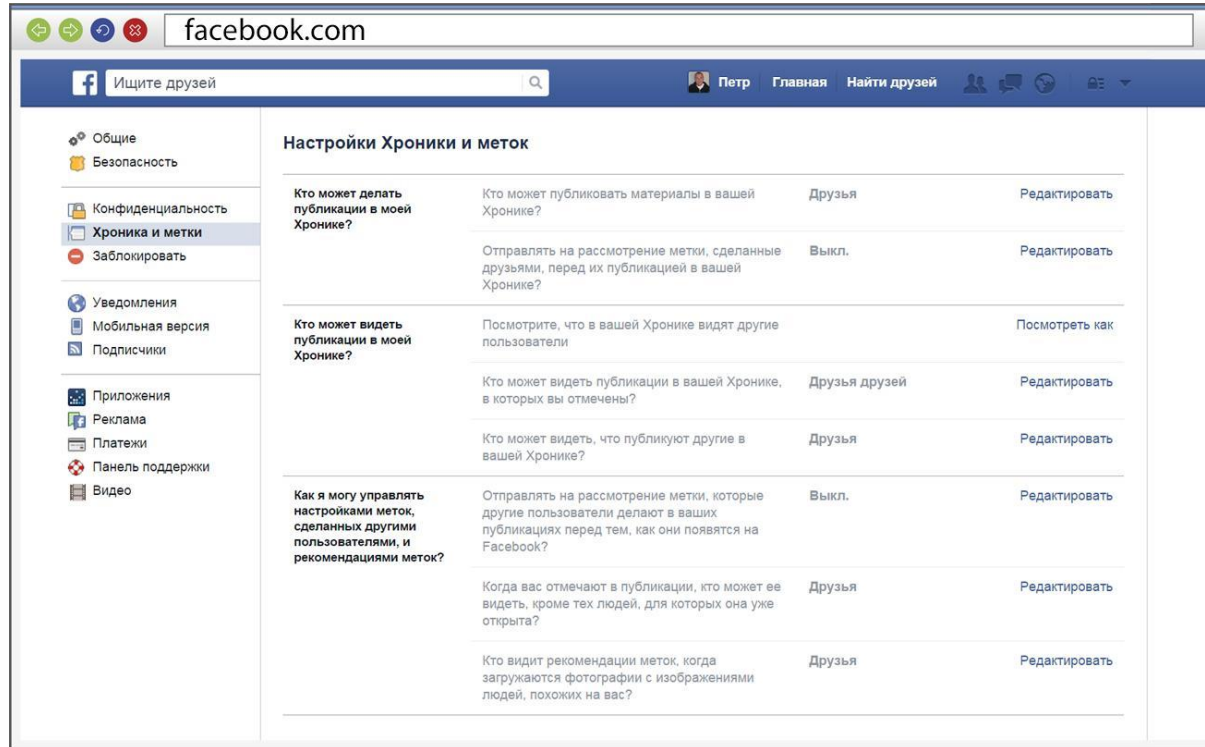 facebook.com
Ищите друзей
Петр Главная Найти друзей
Общие
Безопасность
Конфиденциальность
Хроника и метки
Заблокировать
Уведомления
Мобильная версия
Подписчики
Приложения
Реклама
Платежи
Панель поддержки
Видео
Настройки Хроники и меток
Кто может делать
публикации в моей
Хронике?
Кто может публиковать материалы в вашей
Хронике?
Друзья
Редактировать
Отправлять на рассмотрение метки, сделанные
друзьями, перед их публикацией в вашей
Хронике?
Выкл.
Редактировать
Кто может видеть
публикации в моей
Хронике?
Посмотрите, что в вашей Хронике видят другие
пользователи
Посмотреть как
Кто может видеть публикации в вашей Хронике,
в которых вы отмечены?
Друзья друзей
Редактировать
Кто может видеть, что публикуют другие в
вашей Хронике?
Друзья
Редактировать
Как я могу управлять
настройками меток,
сделанных другими
пользователями, и
рекомендациями меток?
Отправлять на рассмотрение метки, которые
другие пользователи делают в ваших
публикациях перед тем, как они появятся на
Facebook?
Выкл.
Редактировать
Когда вас отмечают в публикации, кто может ее
видеть, кроме тех людей, для которых она уже
открыта?
Друзья
Редактировать
Кто видит рекомендации меток, когда
загружаются фотографии с изображениями
людей, похожих на вас?
Друзья
Редактировать